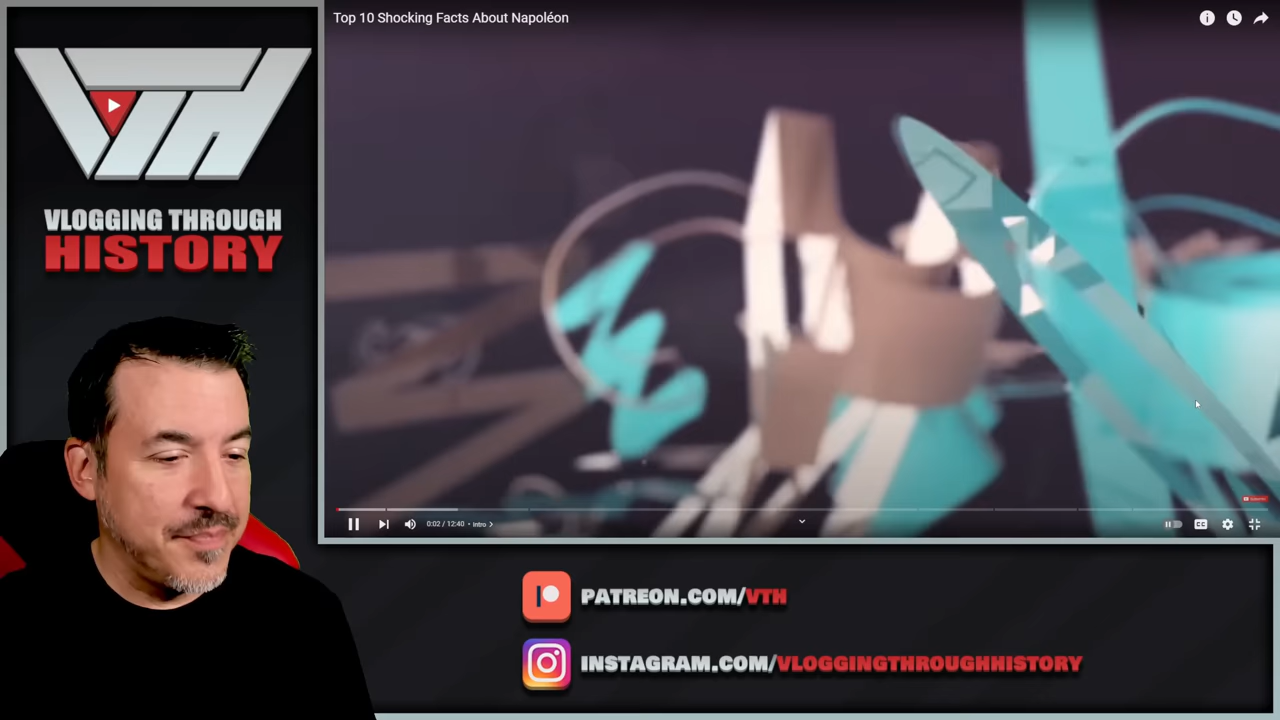 Top 10 Shocking Facts About Napoléon
VTH
VLOGGING THROUGH
HISTORY
0:02 / 12:40 • Intro >
CC
PATREON.COM/VTH
INSTAGRAM.COM/VLOGGINGTHROUGHHISTORY